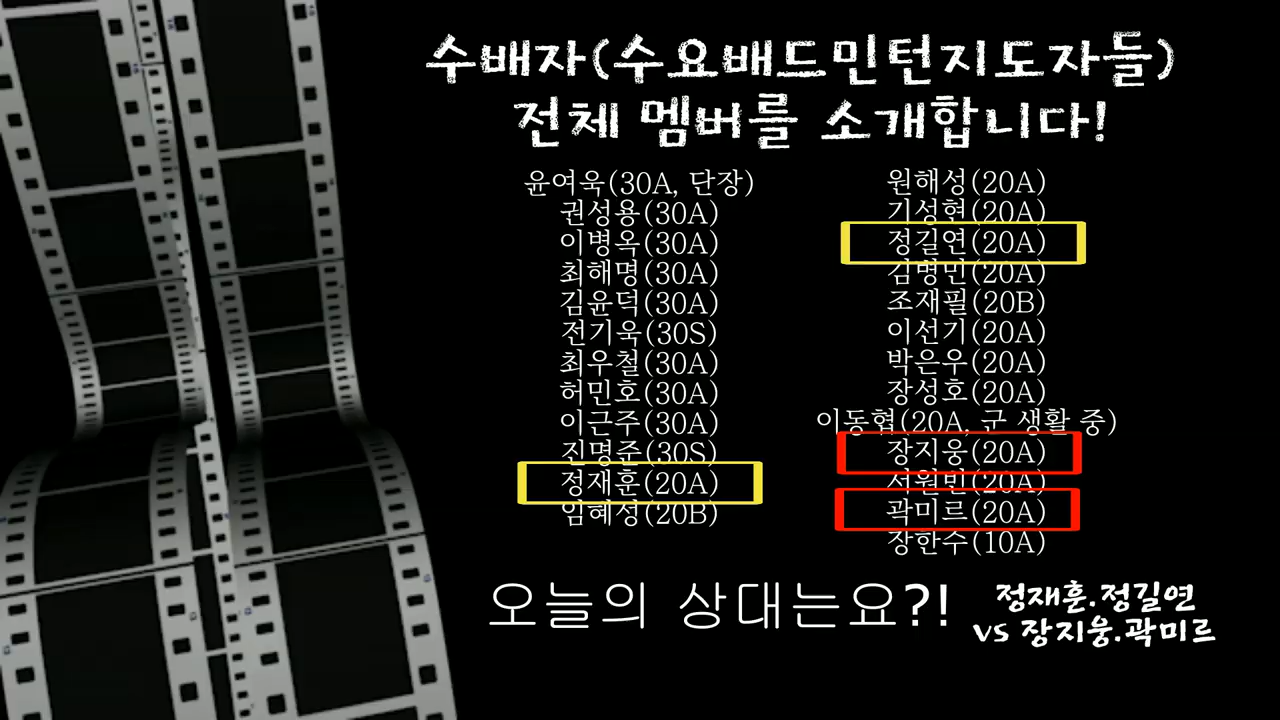 수배자(수요배드민턴지도자들)
전체 멤버를 소개합니다!
윤여욱(30A, 단장)
권성용(30A)
이병옥(30A)
최해명(30A)
김윤덕(30A)
전기욱(30S)
최우철(30A)
허민호(30A)
이근주(30A)
진명준(30S)
정재훈(20A)
임혜성(20B)
원해성(20A)
기성현(20A)
정길연(20A)
김병민(20A)
조재필(20B)
이선기(20A)
박은우(20A)
장성호(20A)
이동협(20A, 군 생활 중)
장지웅(20A)
서원빈(20A)
곽미르(20A)
장한수(10A)
오늘의 상대는요?!
정재훈.정길연
vs 장지웅.곽미르